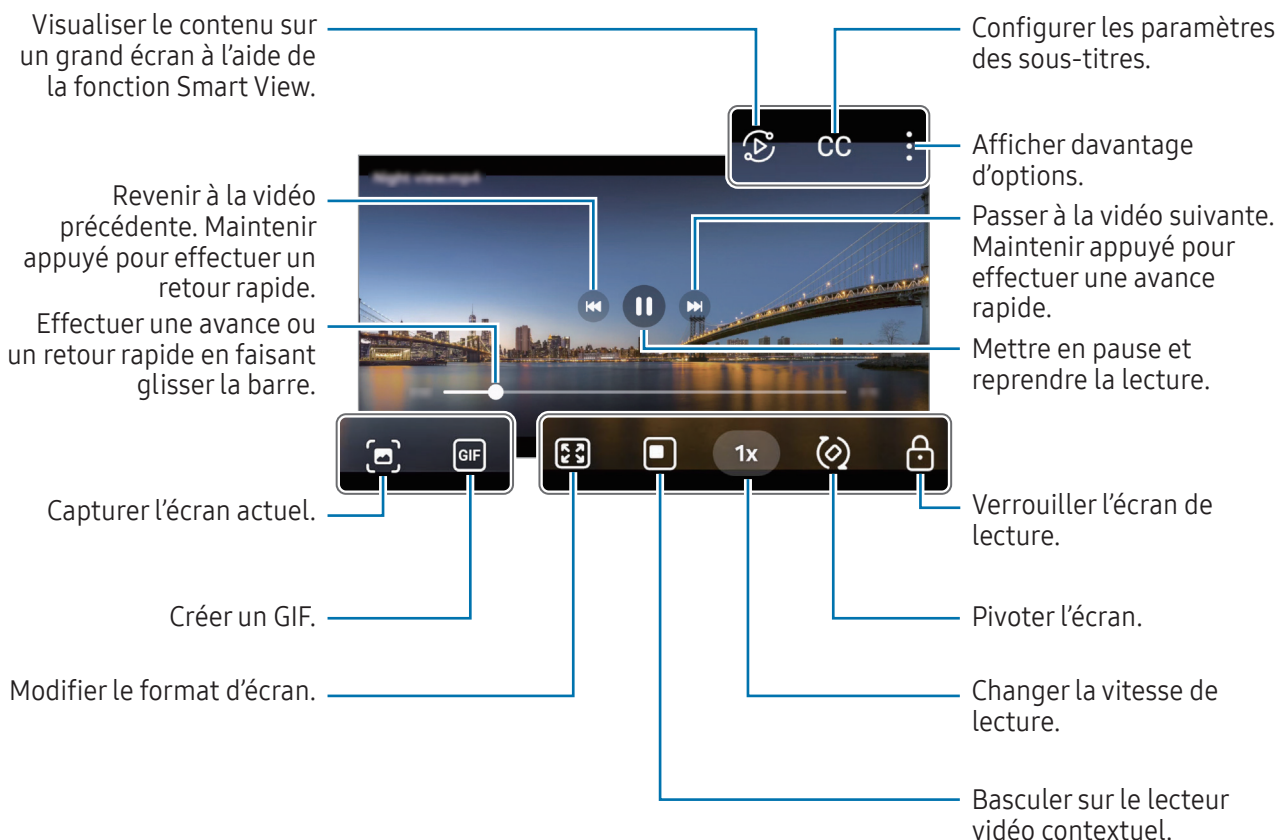 Visualiser le contenu sur
un grand écran à l’aide de
la fonction Smart View.
Configurer les paramètres
des sous-titres.
CC
Afficher davantage
d’options.
Night view.mp4
Revenir à la vidéo
précédente. Maintenir
appuyé pour effectuer un
retour rapide.
Passer à la vidéo suivante.
Maintenir appuyé pour
effectuer une avance
rapide.
Effectuer une avance ou
un retour rapide en faisant
glisser la barre.
Mettre en pause et
reprendre la lecture.
GIF
1x
Capturer l’écran actuel.
Verrouiller l’écran de
lecture.
Créer un GIF.
Pivoter l’écran.
Modifier le format d’écran.
Changer la vitesse de
lecture.
Basculer sur le lecteur
vidéo contextuel.